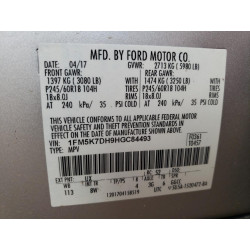 MFD. BY FORD MOTOR CO.
DATE: 04/17 GVWR: 2713 KG ( 5980 LB)
FRONT GAWR: REAR GAWR:
1397 KG ( 3080 LB) 1474 KG ( 3250 LB)
P245/60R18 104H P245/60R18 104H
18x8.0J 18x8.0J
AT 240 kPa/ 35 PSI COLD AT 240 kPa/ 35 PSI COLD
THIS VEHICLE CONFORMS TO ALL APPLICABLE FEDERAL MOTOR
VEHICLE SAFETY AND THEFT PREVENTION STANDARDS IN
EFFECT ON THE DATE OF MANUFACTURE SHOWN ABOVE.
VIN: 1FM5K7DH9HGC84493
TYPE: MPV
113